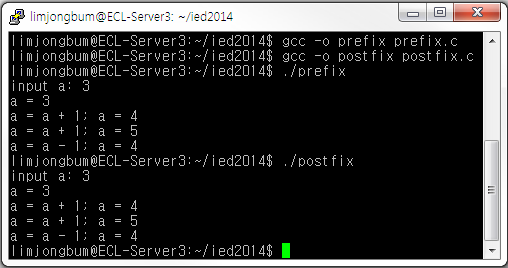 limjongbum@ECL-Server3: ~/ied2014
limjongbum@ECL-Server3:~/ied2014$ gcc -o prefix prefix.c
limjongbum@ECL-Server3:~/ied2014$ gcc -o postfix postfix.c
limjongbum@ECL-Server3:~/ied2014$ ./prefix
input a: 3
a = 3
a = a + 1; a = 4
a = a + 1; a = 5
a = a - 1; a = 4
limjongbum@ECL-Server3:~/ied2014$ ./postfix
input a: 3
a = 3
a = a + 1; a = 4
a = a + 1; a = 5
a = a - 1; a = 4
limjongbum@ECL-Server3:~/ied2014$